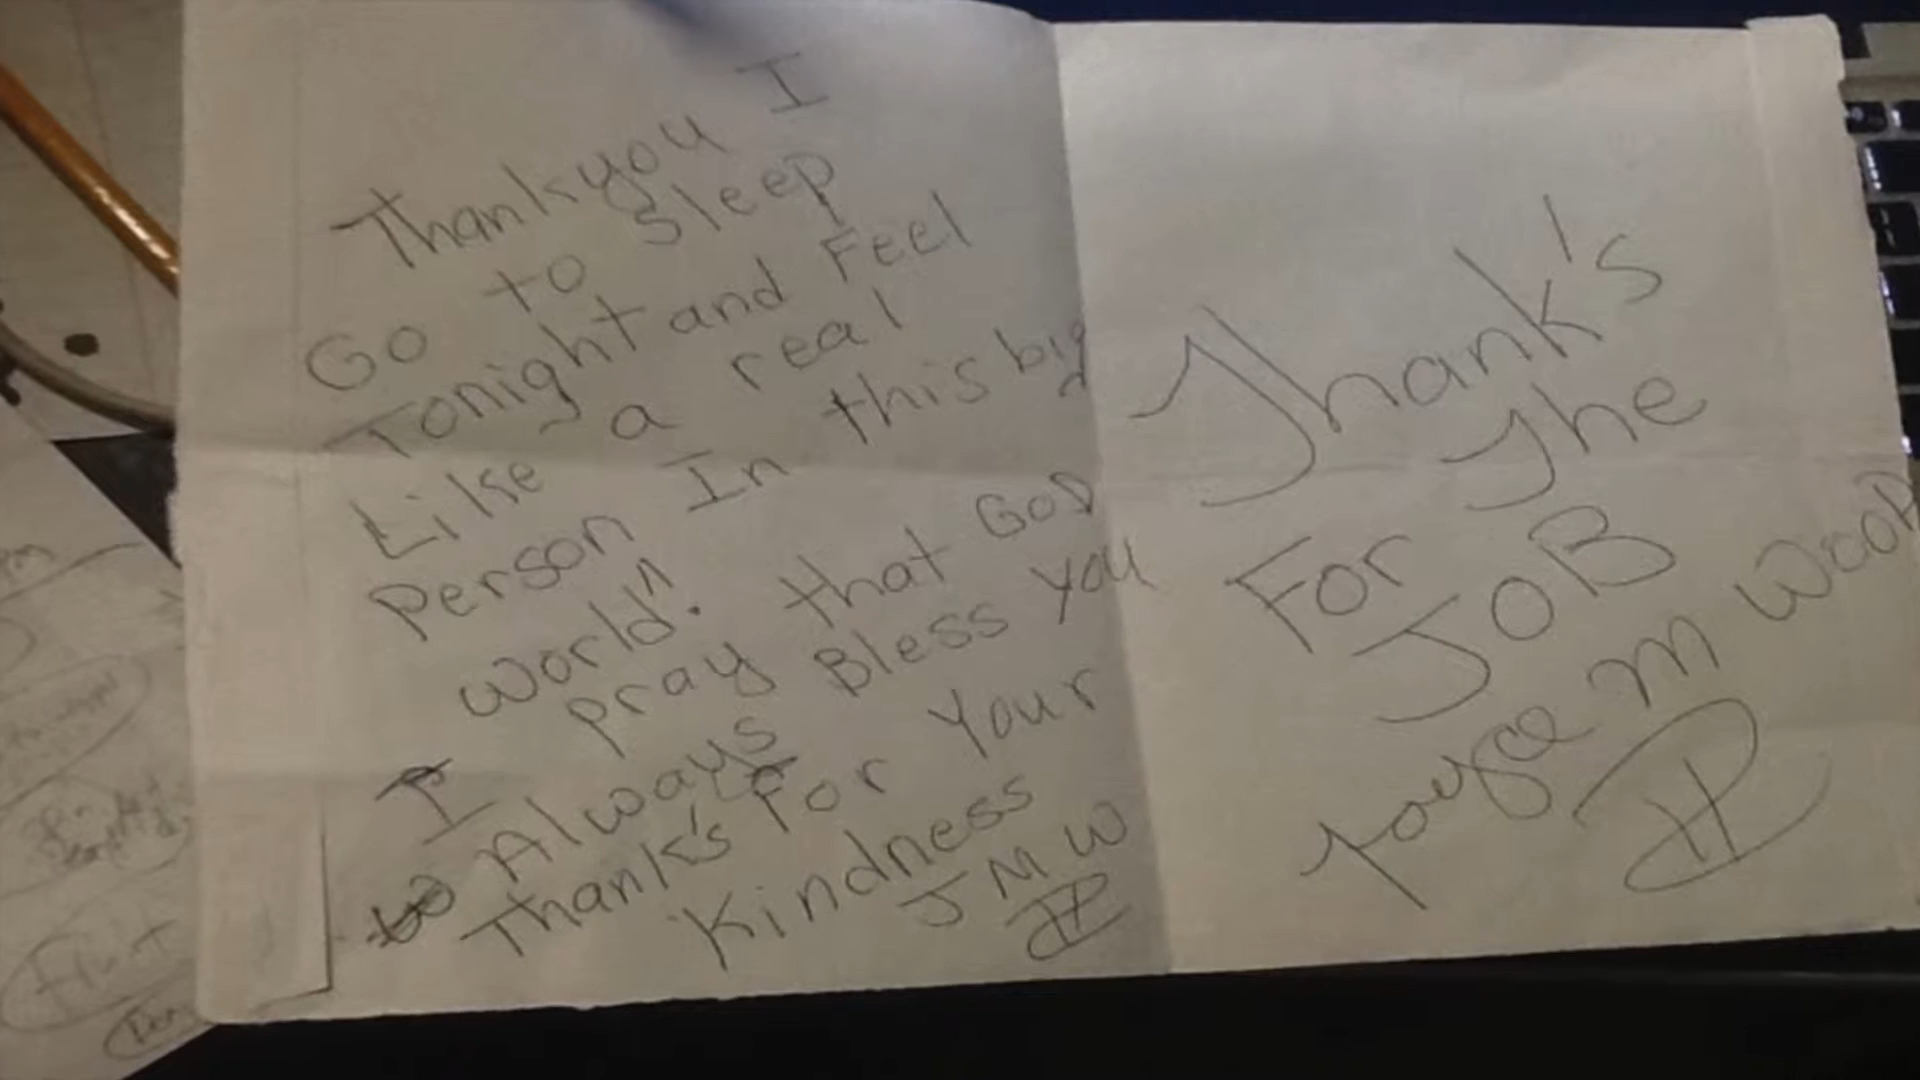 Thankyou I
Go to Sleep
Tonight and Feel
Like a real
Person In this big
world".
I pray that GOD
Always Bless you
Thank's For Your
Kindness
J M W
Thank's
For The
JOB
Joyce M WOOD
Fluit